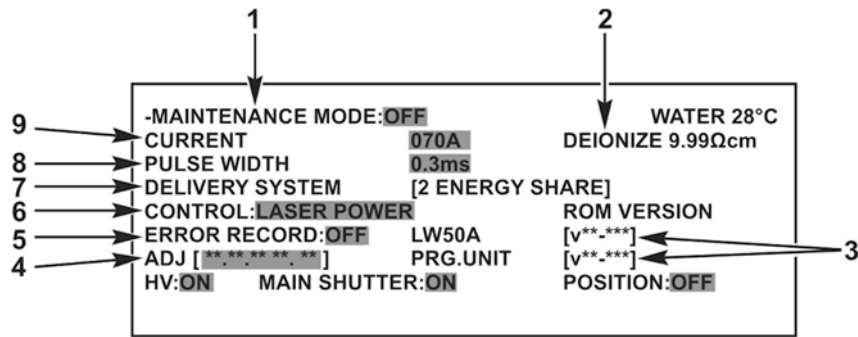 1 2
-MAINTENANCE MODE:OFF WATER 28°C
9 CURRENT 070A DEIONIZE 9.99Ωcm
8 PULSE WIDTH 0.3ms
7 DELIVERY SYSTEM [2 ENERGY SHARE]
6 CONTROL:LASER POWER ROM VERSION
5 ERROR RECORD:OFF LW50A [v**-***]
3
4 ADJ [ **.**.** **. ** ] PRG.UNIT [v**-***]
HV:ON MAIN SHUTTER:ON POSITION:OFF